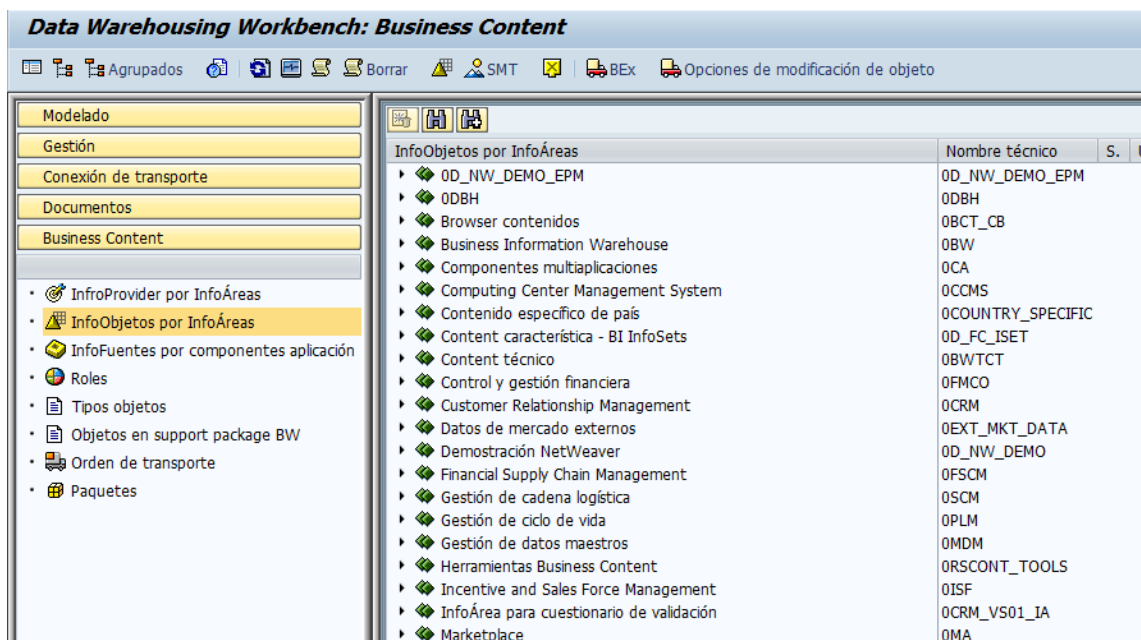 Data Warehousing Workbench: Business Content
Agrupados Borrar SMT BEx Opciones de modificación de objeto
Modelado
Gestión
Conexión de transporte
Documentos
Business Content
InfroProvider por InfoÁreas
InfoObjetos por InfoÁreas
InfoFuentes por componentes aplicación
Roles
Tipos objetos
Objetos en support package BW
Orden de transporte
Paquetes
InfoObjetos por InfoÁreas Nombre técnico S.
0D_NW_DEMO_EPM 0D_NW_DEMO_EPM
0DBH 0DBH
Browser contenidos 0BCT_CB
Business Information Warehouse 0BW
Componentes multiaplicaciones 0CA
Computing Center Management System 0CCMS
Contenido específico de país 0COUNTRY_SPECIFIC
Content característica - BI InfoSets 0D_FC_ISET
Content técnico 0BWTCT
Control y gestión financiera 0FMCO
Customer Relationship Management 0CRM
Datos de mercado externos 0EXT_MKT_DATA
Demostración NetWeaver 0D_NW_DEMO
Financial Supply Chain Management 0FSCM
Gestión de cadena logística 0SCM
Gestión de ciclo de vida 0PLM
Gestión de datos maestros 0MDM
Herramientas Business Content 0RSCONT_TOOLS
Incentive and Sales Force Management 0ISF
InfoÁrea para cuestionario de validación 0CRM_VS01_IA
Marketplace 0MA